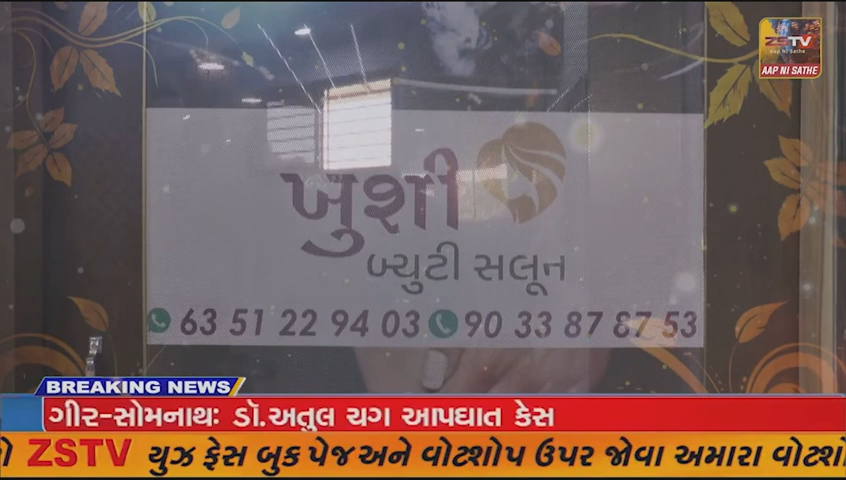 ZSTV
Aap Ni Sathe
AAP NI SATHE
ખુશી
બ્યુટી સલૂન
63 51 22 94 03 90 33 87 87 53
BREAKING NEWS
ગીર-સોમનાથઃ ડૉ.અતુલ ચગ આપઘાત કેસ
ZSTV યુઝ ફેસ બુક પેજ અને વોટશોપ ઉપર જોવા અમારા